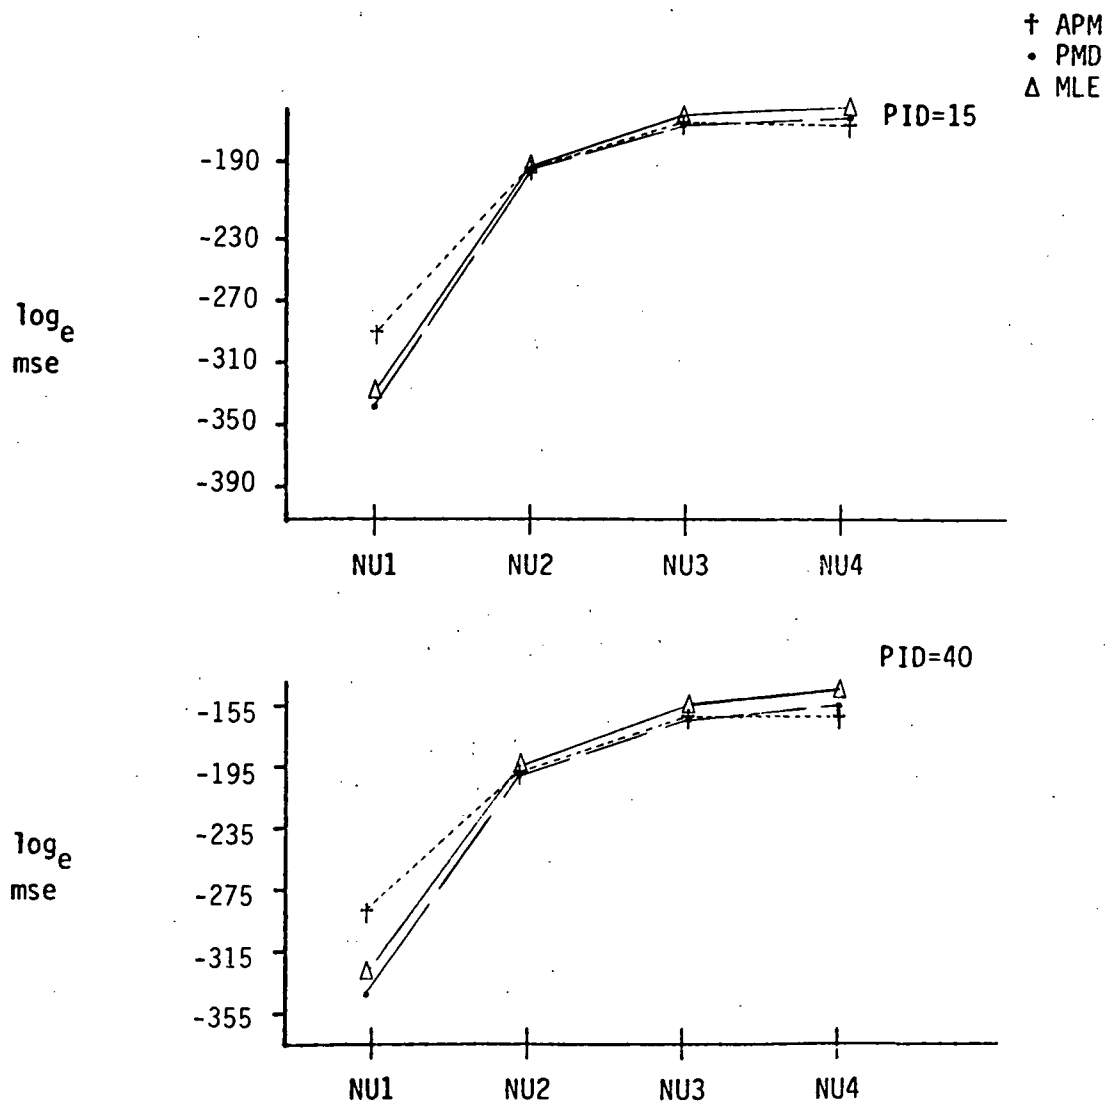 † APM
• PMD
Δ MLE
PID=15
-190
-230
-270
-310
-350
-390
log_e
mse
NU1 NU2 NU3 NU4
PID=40
-155
-195
-235
-275
-315
-355
log_e
mse
NU1 NU2 NU3 NU4